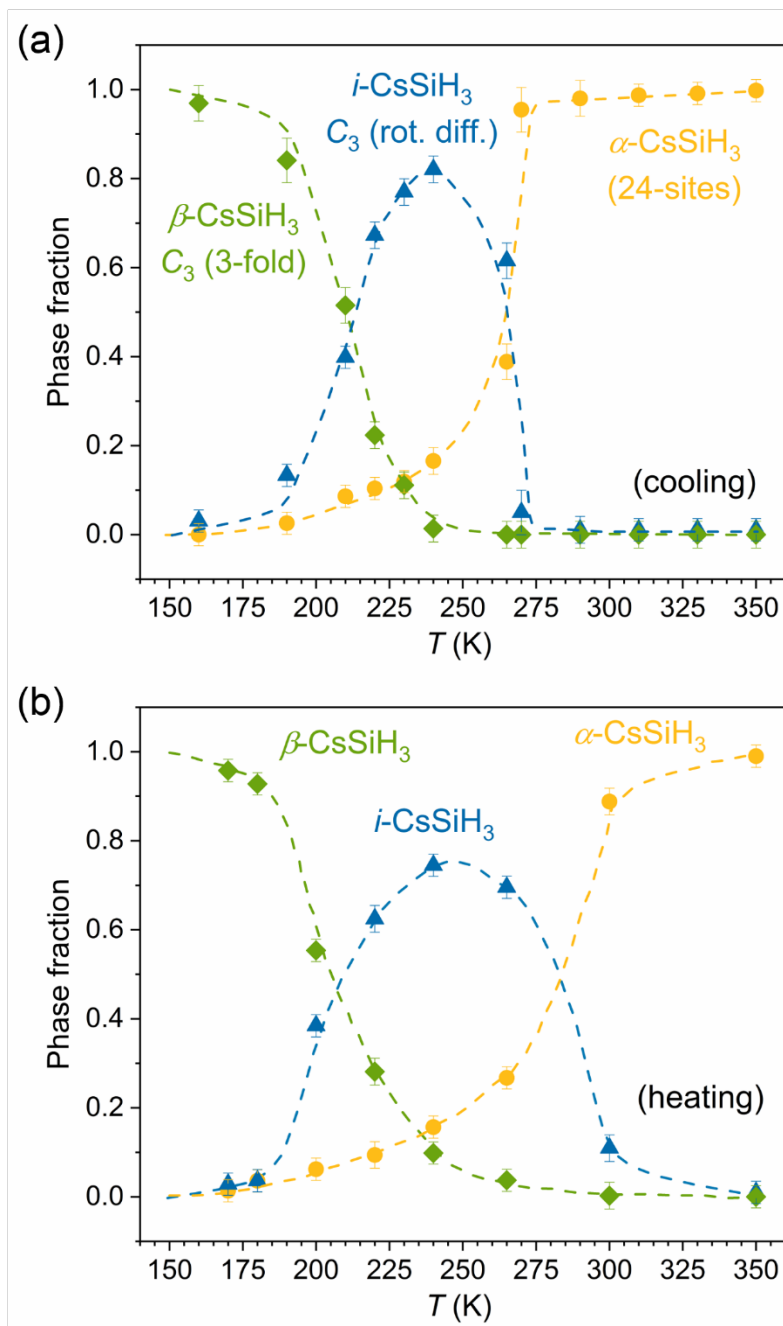 (a)
i-CsSiH₃
C₃ (rot. diff.)
α-CsSiH₃
(24-sites)
β-CsSiH₃
C₃ (3-fold)
(cooling)
Phase fraction
1.0
0.8
0.6
0.4
0.2
0.0
150 175 200 225 250 275 300 325 350
T (K)
(b)
β-CsSiH₃
α-CsSiH₃
i-CsSiH₃
(heating)
Phase fraction
1.0
0.8
0.6
0.4
0.2
0.0
150 175 200 225 250 275 300 325 350
T (K)